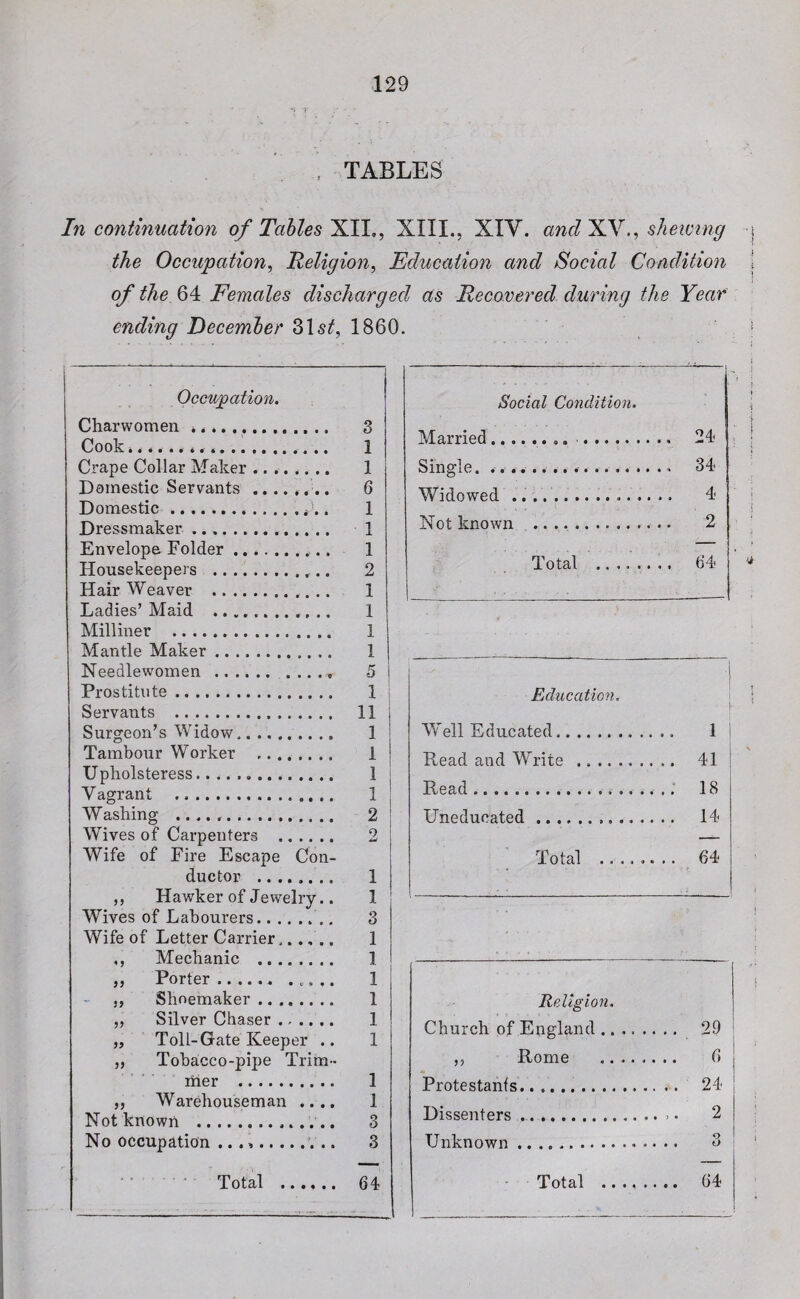 129
TABLES
In continuation of Tables XII., XIII., XIV. and XV., shewing
the Occupation, Religion, Education and Social Condition
of the 64 Females discharged as Recovered during the Year
ending December 31st, 1860.
Occupation.
Charwomen .............. 3
Cook.................... 1
Crape Collar Maker ........ 1
Domestic Servants ........ 6
Domestic ................ 1
Dressmaker .............. 1
Envelope Folder .......... 1
Housekeepers ............ 2
Hair Weaver ............ 1
Ladies' Maid ............ 1
Milliner ................ 1
Mantle Maker ............ 1
Needlewomen ............ 5
Prostitute ................ 1
Servants ................ 11
Surgeon's Widow.......... 1
Tambour Worker ........ 1
Upholsteress.............. 1
Vagrant ................ 1
Washing ................ 2
Wives of Carpenters ...... 2
Wife of Fire Escape Con-
ductor ........ 1
,, Hawker of Jewelry.. 1
Wives of Labourers........ 3
Wife of Letter Carrier...... 1
,, Mechanic ........ 1
,, Porter .......... 1
,, Shoemaker ........ 1
,, Silver Chaser ...... 1
,, Toll-Gate Keeper .. 1
,, Tobacco-pipe Trim-
mer .......... 1
,, Warehouseman .... 1
Not known .............. 3
No occupation ............ 3
Total ...... 64
Social Condition.
Married.................. 24
Single. .................. 34
Widowed ................ 4
Not known .............. 2
Total ........ 64
Education.
Well Educated............ 1
Read and Write .......... 41
Read .................... 18
Uneducated .............. 14
Total ........ 64
Religion.
Church of England ........ 29
,, Rome ........ 6
Protestants................ 24
Dissenters ................ 2
Unknown ................ 3
Total ........ 64